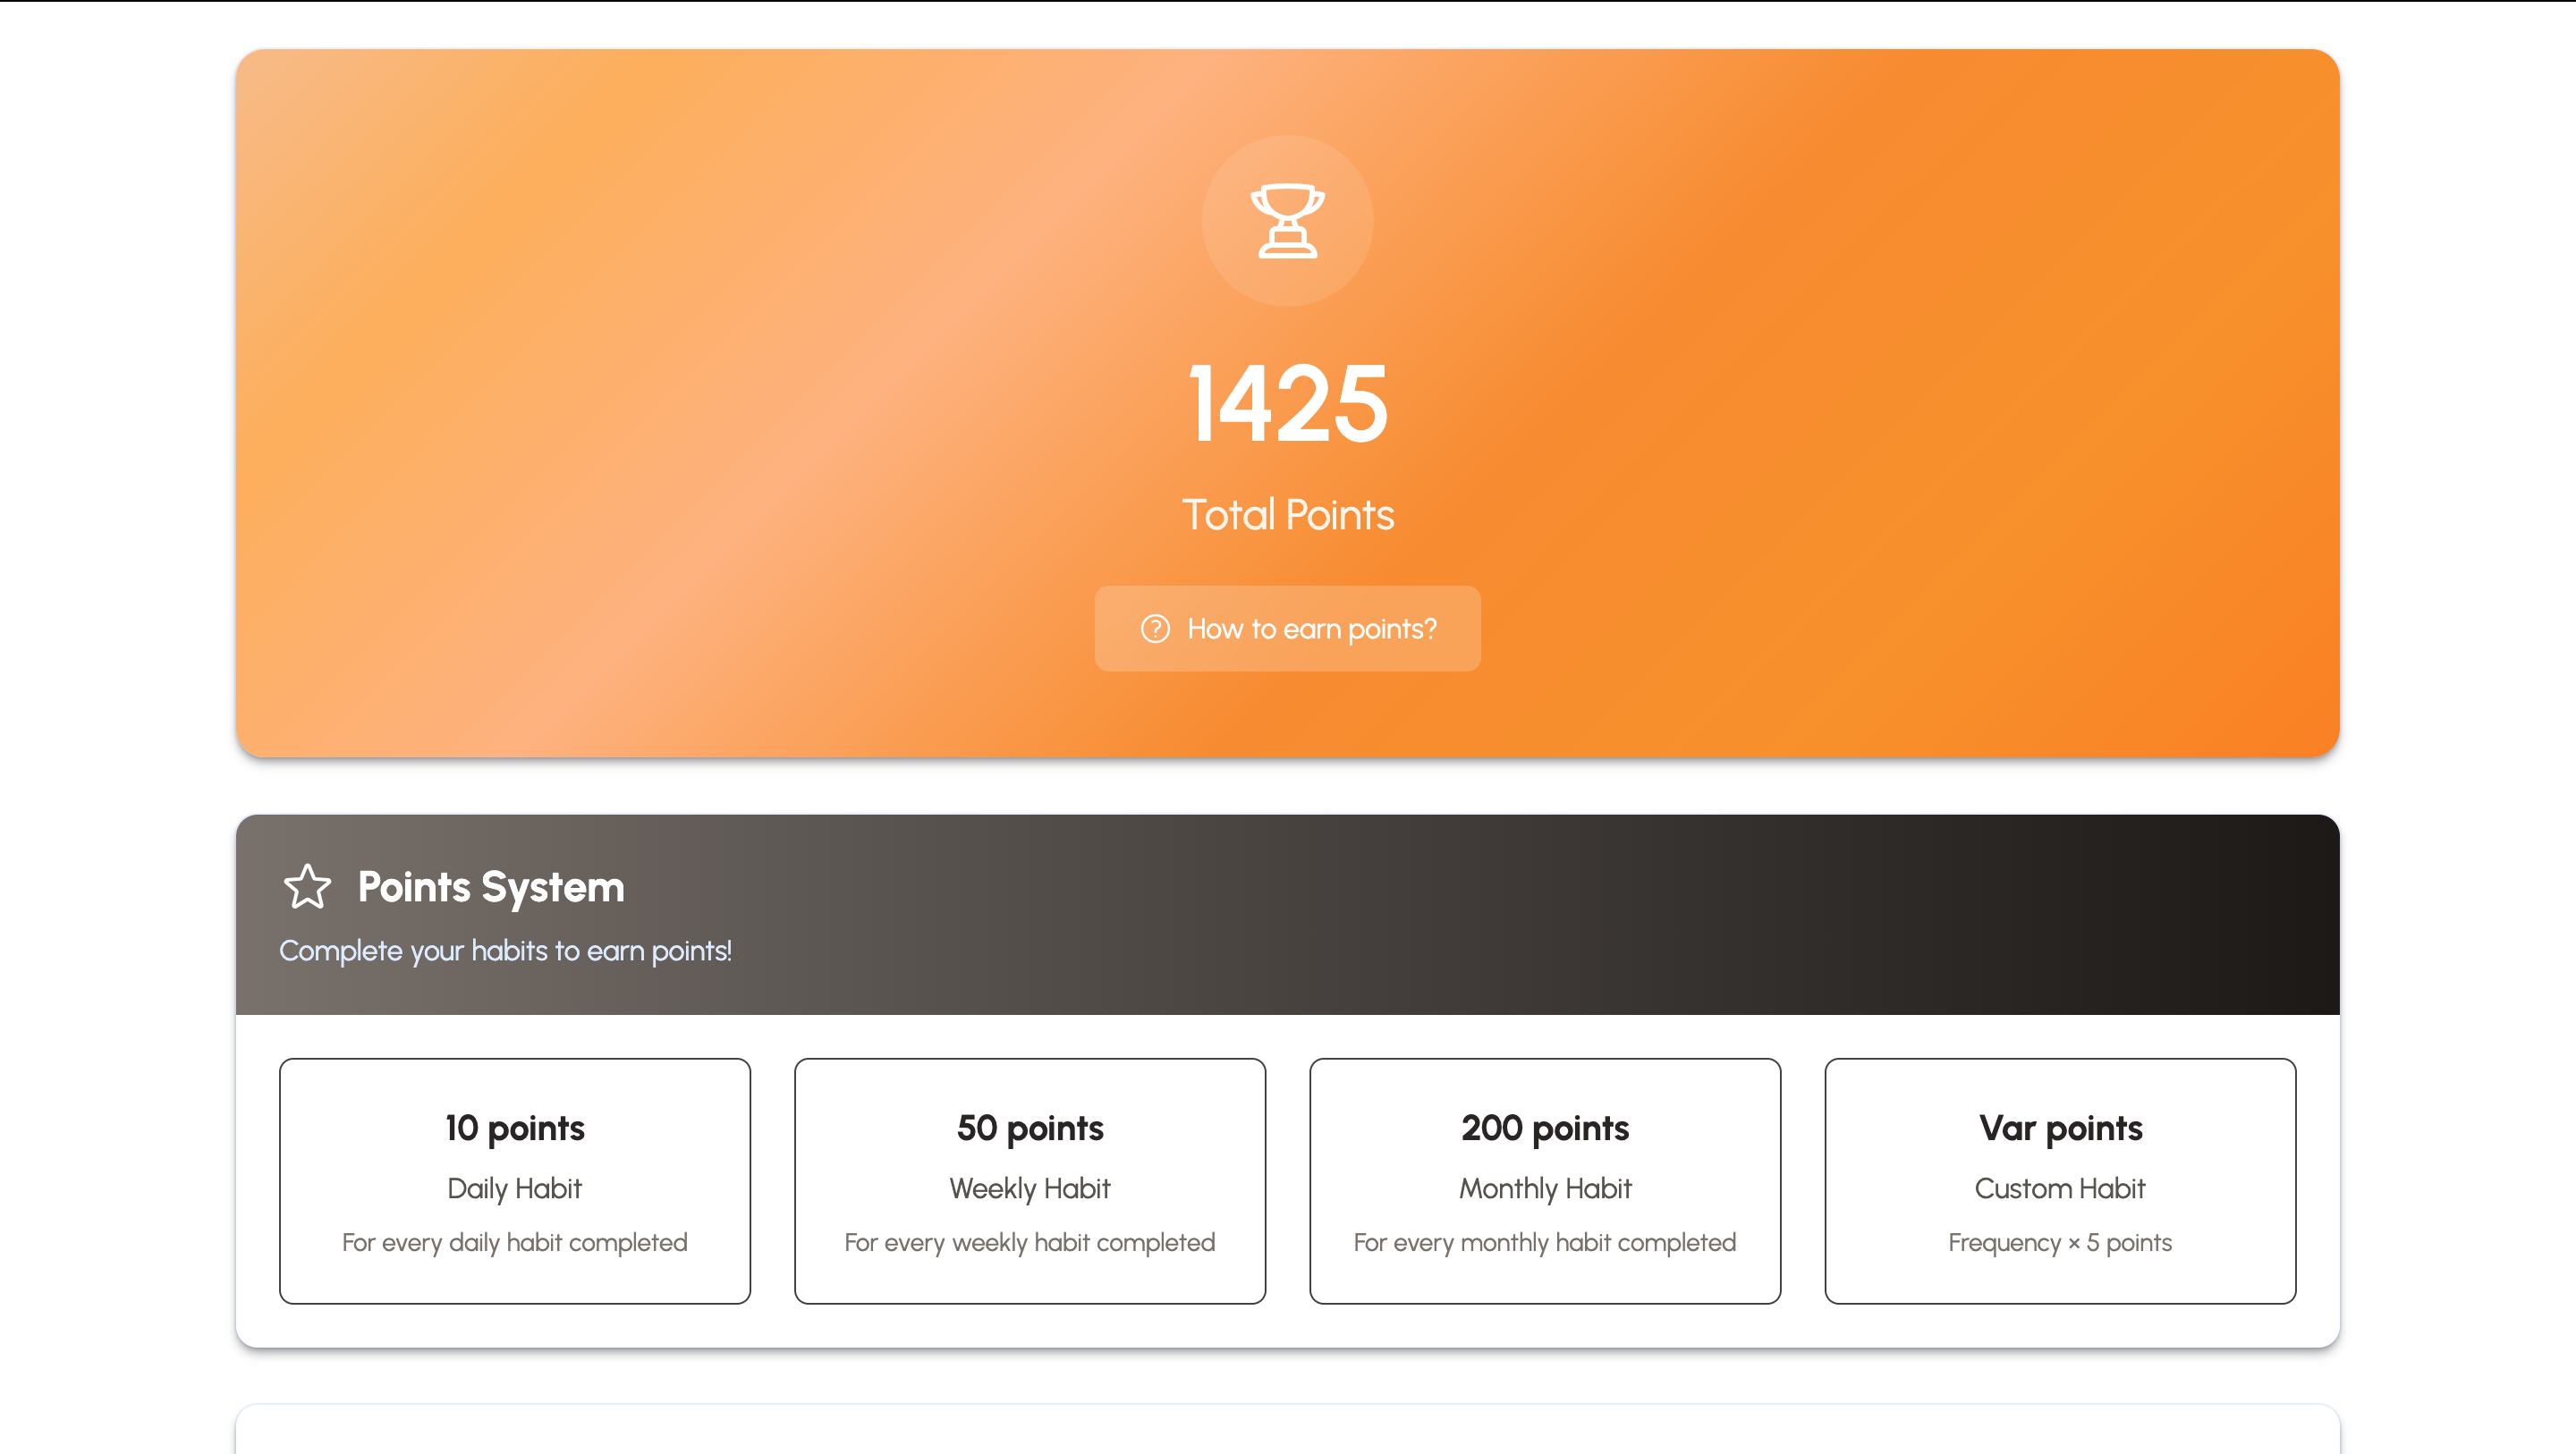 1425
Total Points
How to earn points?
Points System
Complete your habits to earn points!
10 points
Daily Habit
For every daily habit completed
50 points
Weekly Habit
For every weekly habit completed
200 points
Monthly Habit
For every monthly habit completed
Var points
Custom Habit
Frequency × 5 points